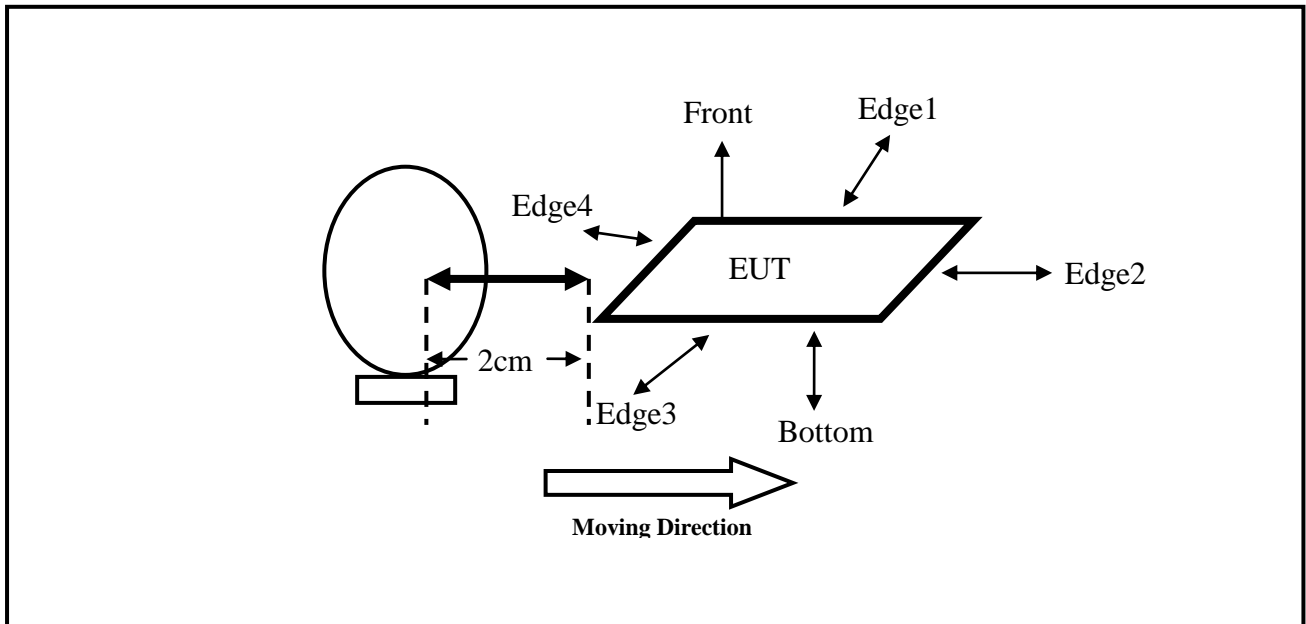 Front
Edge1
Edge4
EUT
Edge2
2cm
Edge3
Bottom
Moving Direction